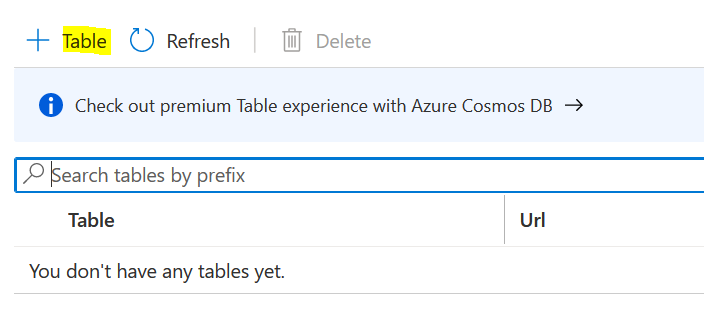 Table Refresh Delete
Check out premium Table experience with Azure Cosmos DB
Search tables by prefix
Table Url
You don't have any tables yet.